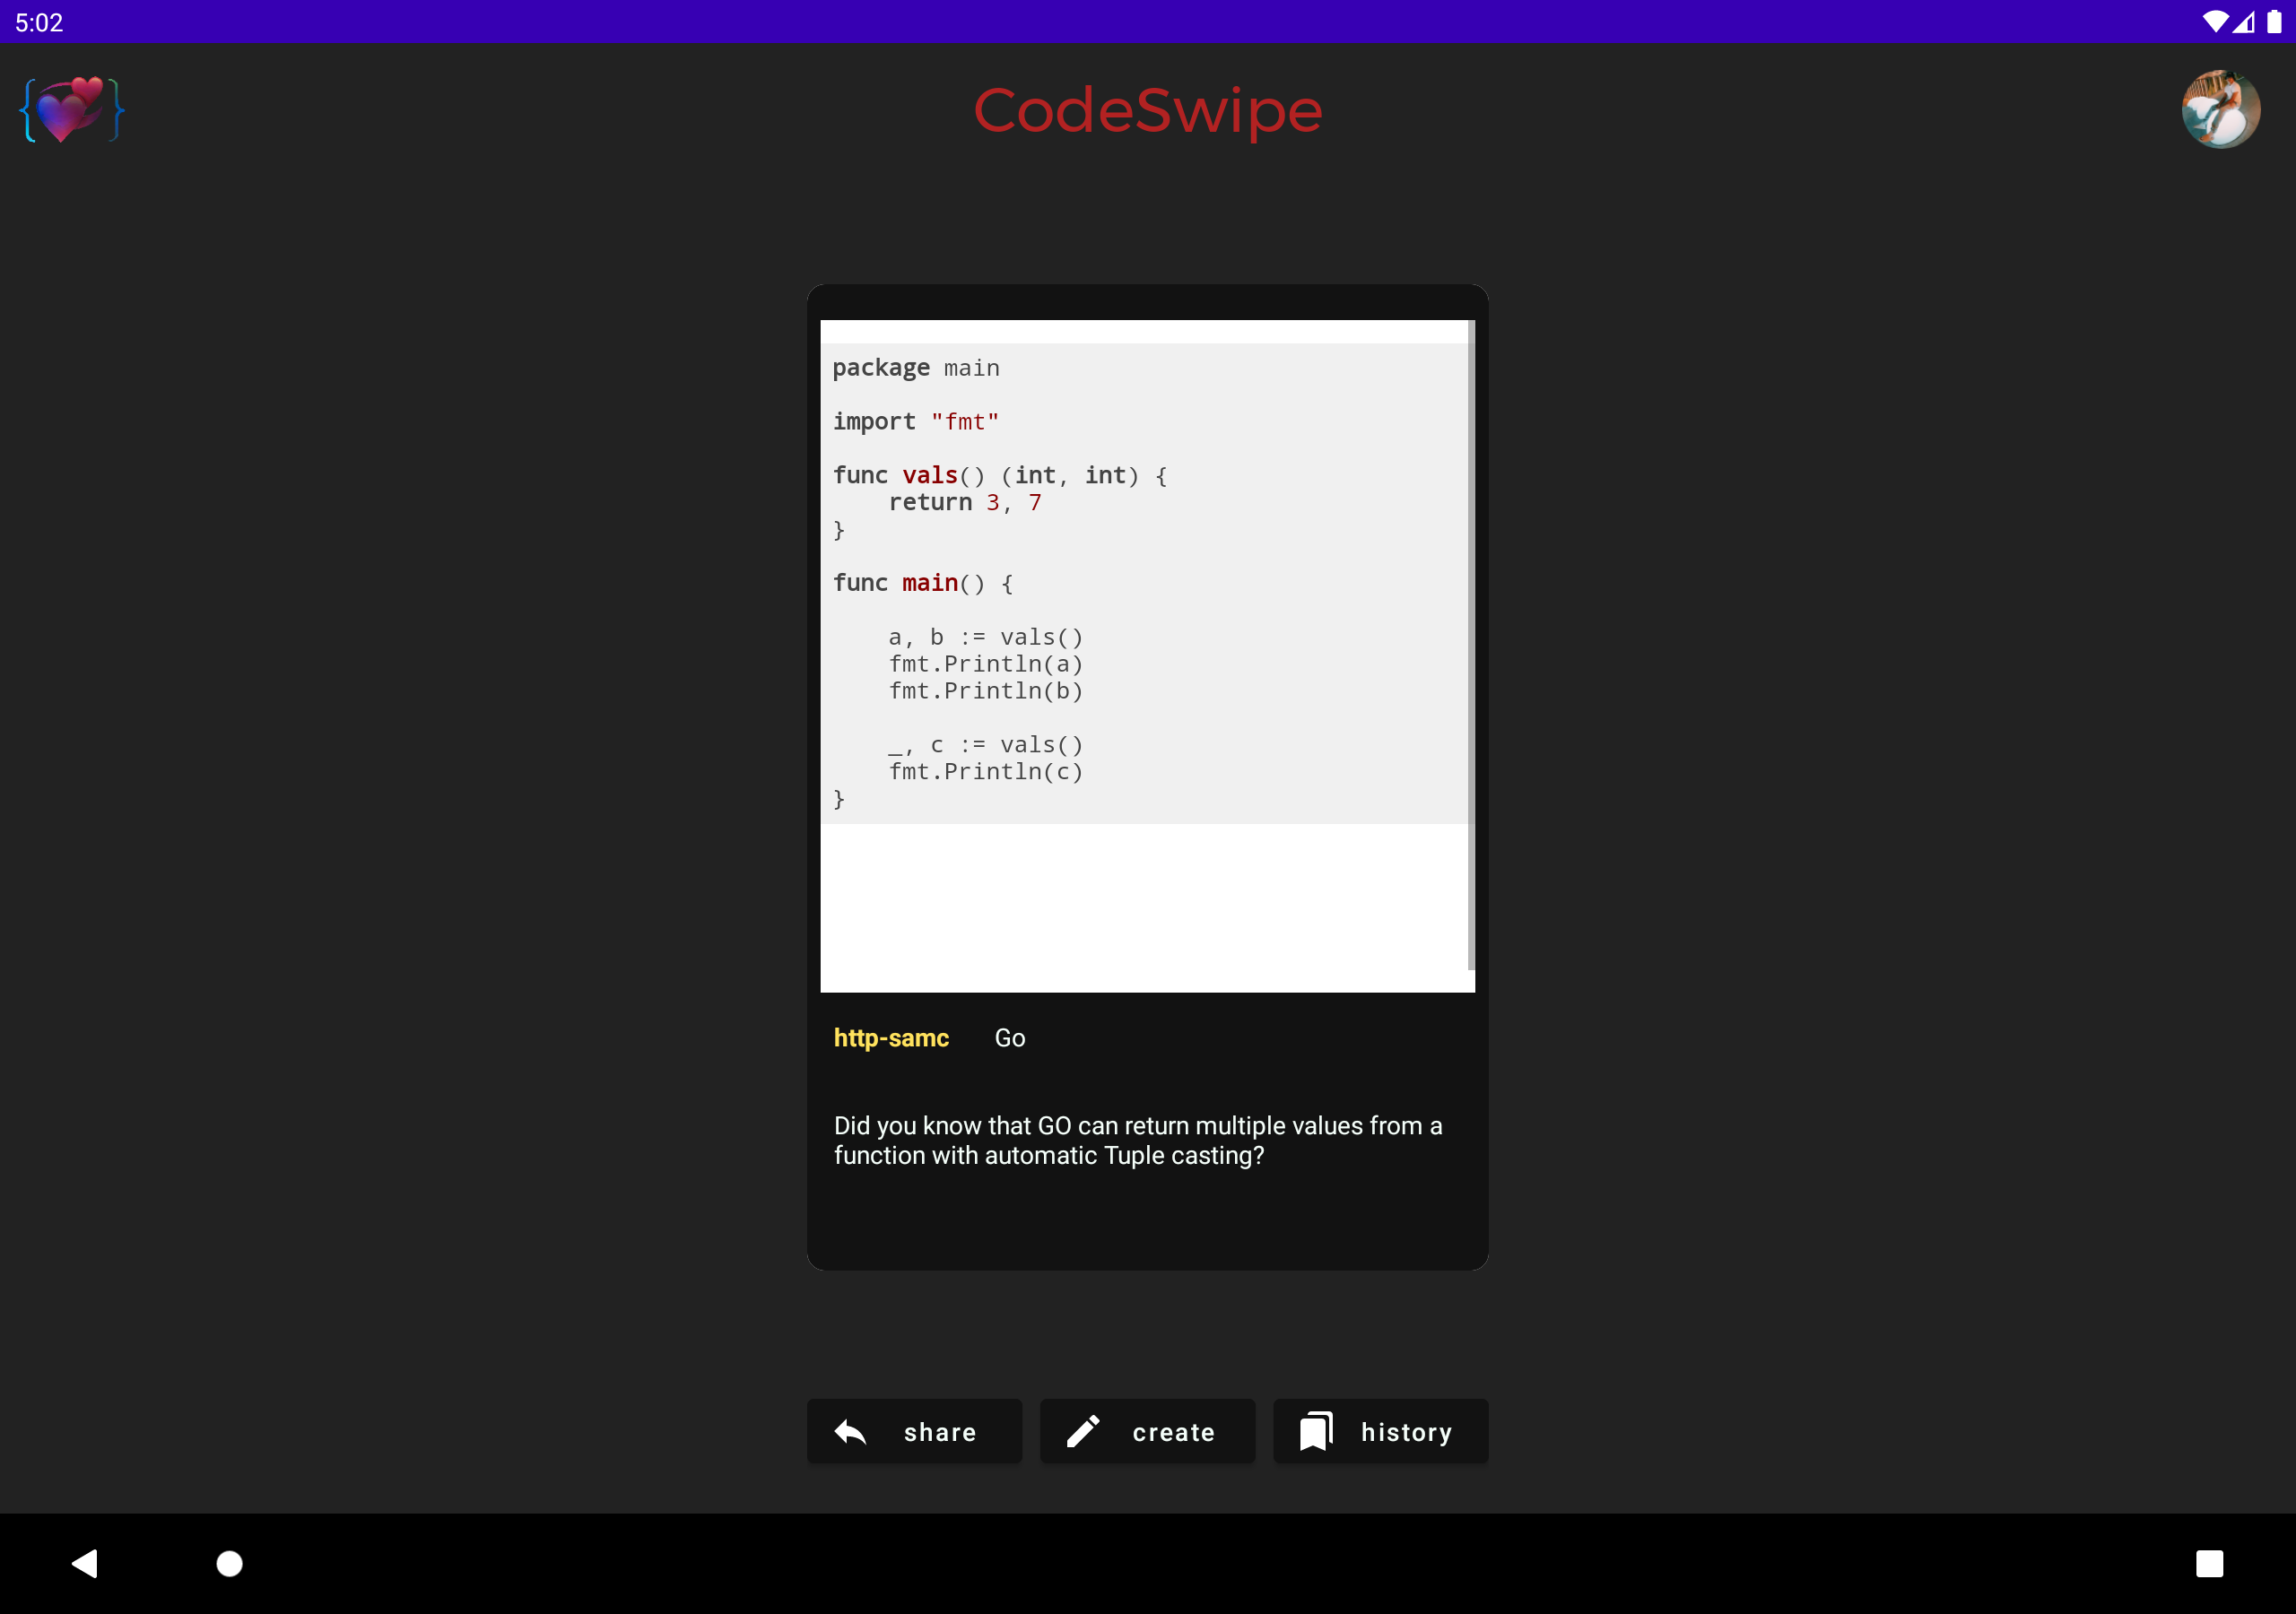 5:02
CodeSwipe
package main
import "fmt"
func vals() (int, int) {
    return 3, 7
}
func main() {
    a, b := vals()
    fmt.Println(a)
    fmt.Println(b)
    _, c := vals()
    fmt.Println(c)
}
http-samc Go
Did you know that GO can return multiple values from a
function with automatic Tuple casting?
share create history